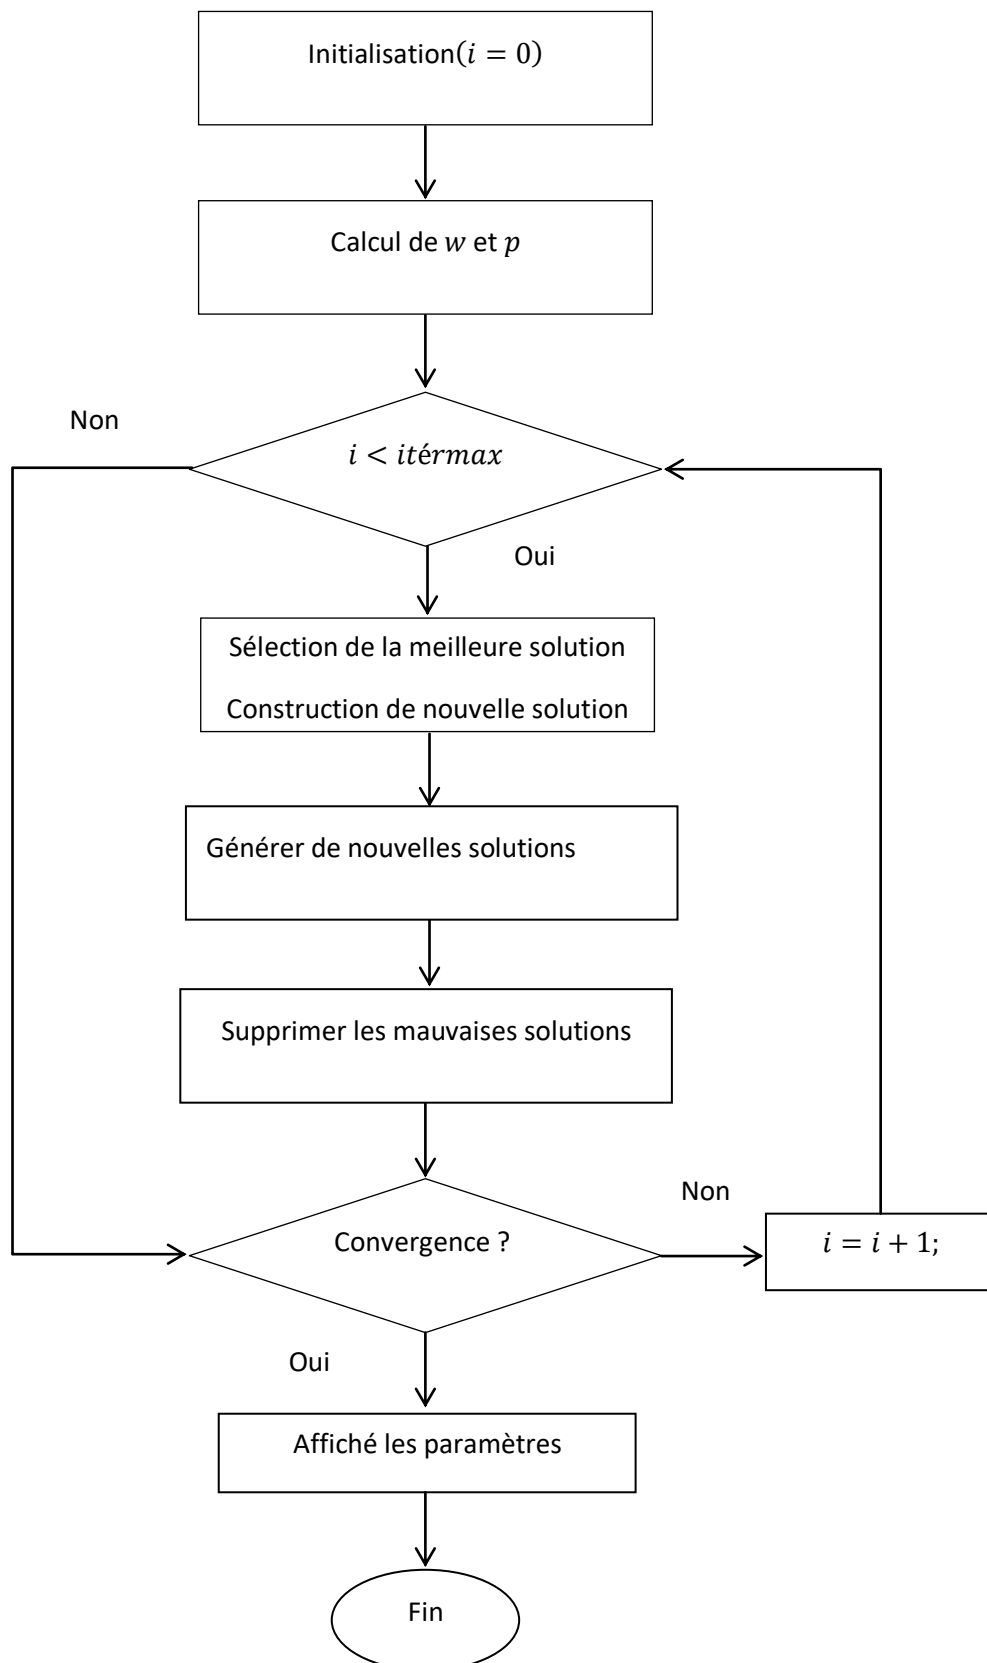 Initialisation(i = 0)
Calcul de w et p
Non
i < itérmax
Oui
Sélection de la meilleure solution
Construction de nouvelle solution
Générer de nouvelles solutions
Supprimer les mauvaises solutions
Non
Convergence ?
i = i + 1;
Oui
Affiché les paramètres
Fin